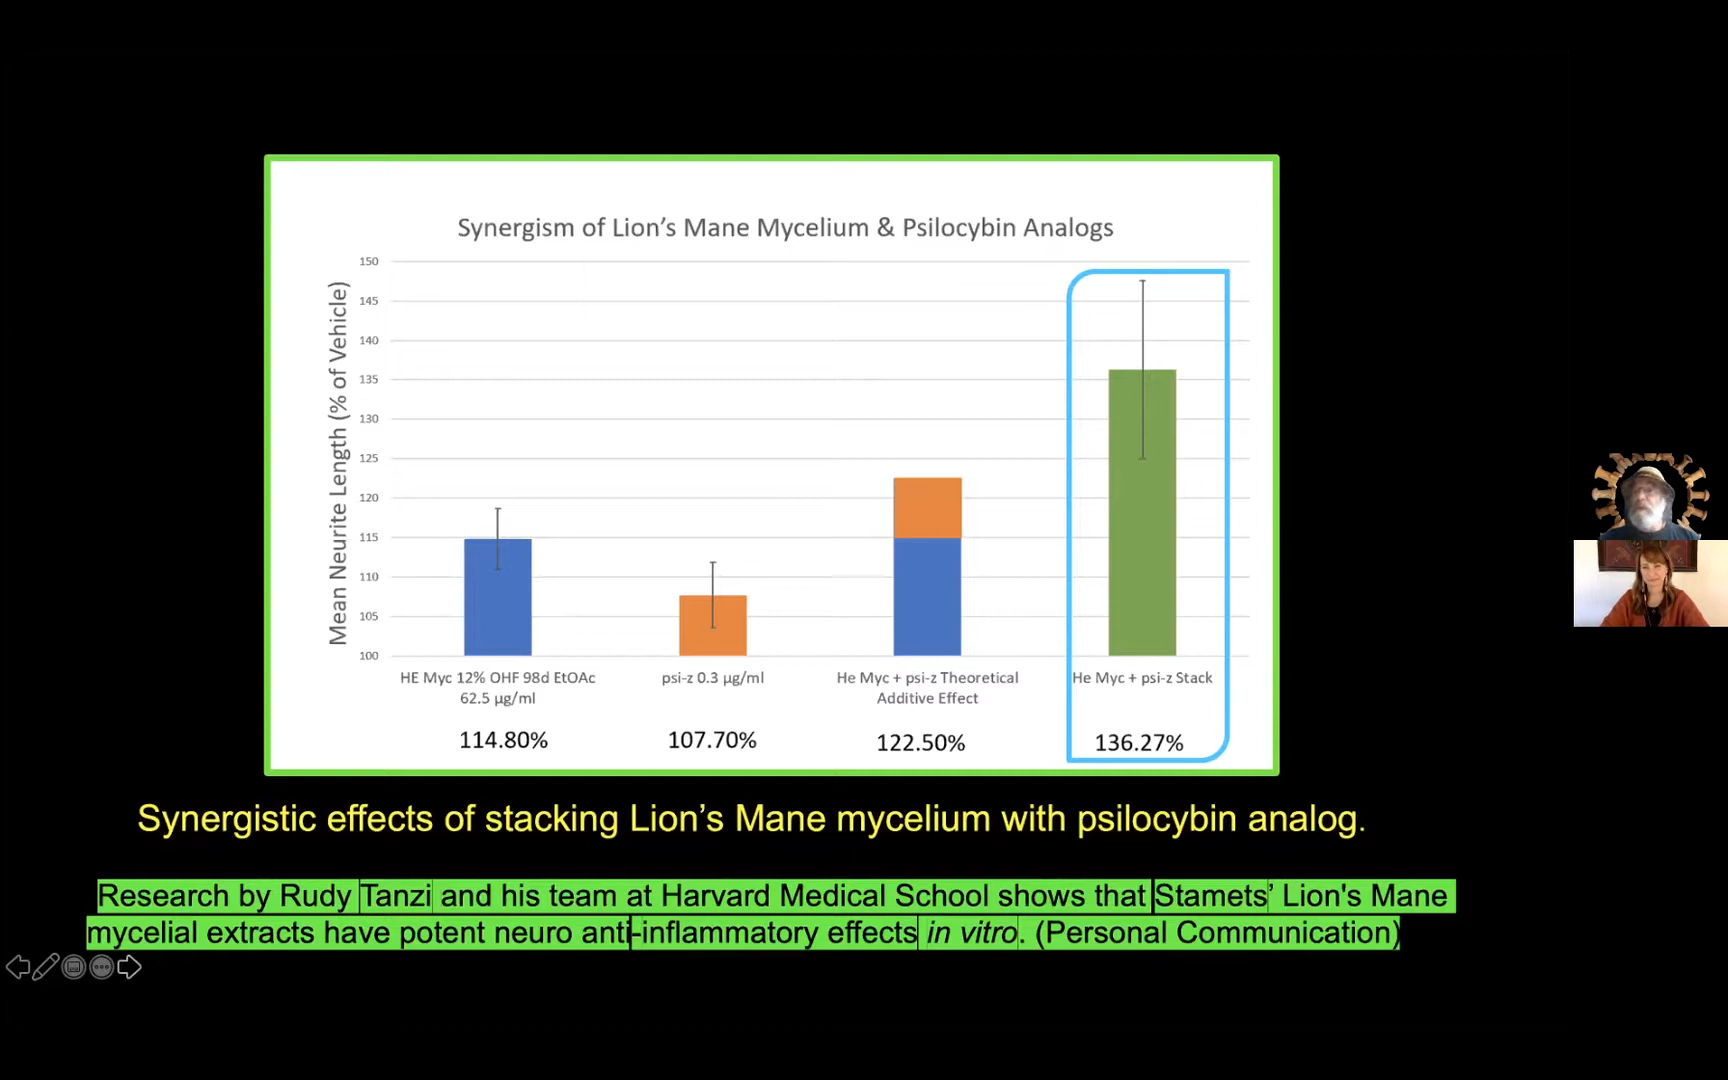 Synergism of Lion’s Mane Mycelium & Psilocybin Analogs
Mean Neurite Length (% of Vehicle)
150
145
140
135
130
125
120
115
110
105
100
HE Myc 12% OHF 98d EtOAc
62.5 µg/ml
psi-z 0.3 µg/ml
He Myc + psi-z Theoretical
Additive Effect
He Myc + psi-z Stack
114.80%
107.70%
122.50%
136.27%
Synergistic effects of stacking Lion’s Mane mycelium with psilocybin analog.
Research by Rudy Tanzi and his team at Harvard Medical School shows that Stamets’ Lion's Mane
mycelial extracts have potent neuro anti-inflammatory effects in vitro. (Personal Communication)